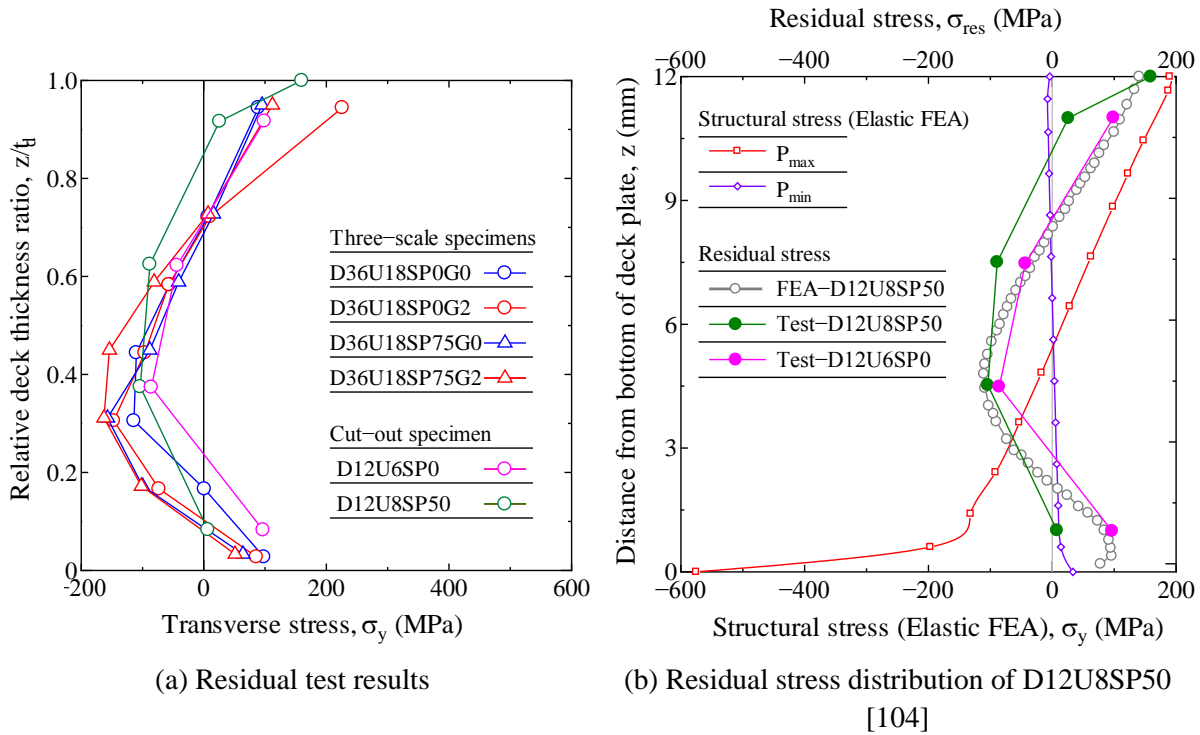 Relative deck thickness ratio, z/t_d
1.0
0.8
0.6
0.4
0.2
0
-200
0
200
400
600
Transverse stress, σ_y (MPa)
Three−scale specimens
D36U18SP0G0
D36U18SP0G2
D36U18SP75G0
D36U18SP75G2
Cut−out specimen
D12U6SP0
D12U8SP50
(a) Residual test results
Residual stress, σ_res (MPa)
−600
−400
−200
0
200
Distance from bottom of deck plate, z (mm)
12
9
6
3
0
Structural stress (Elastic FEA)
P_max
P_min
Residual stress
FEA−D12U8SP50
Test−D12U8SP50
Test−D12U6SP0
−600
−400
−200
0
200
Structural stress (Elastic FEA), σ_y (MPa)
(b) Residual stress distribution of D12U8SP50
[104]